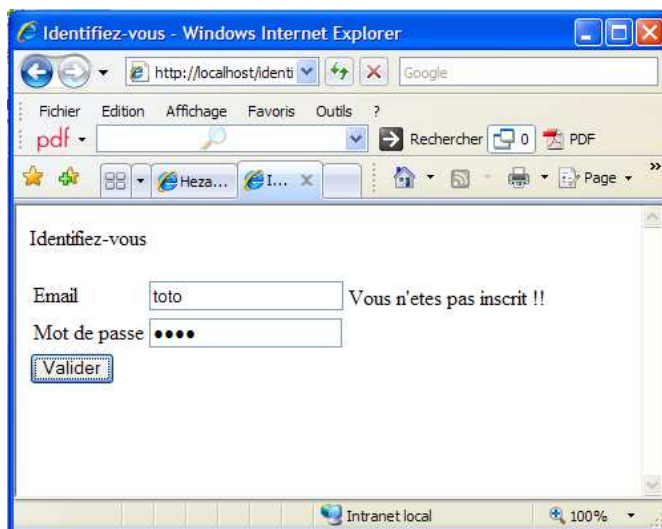 Identifiez-vous - Windows Internet Explorer
http://localhost/identi Google
Fichier Edition Affichage Favoris Outils ?
pdf Rechercher 0 PDF
Heza... I... Page »
Identifiez-vous
Email toto Vous n'etes pas inscrit !!
Mot de passe ••••
Valider
Intranet local 100%